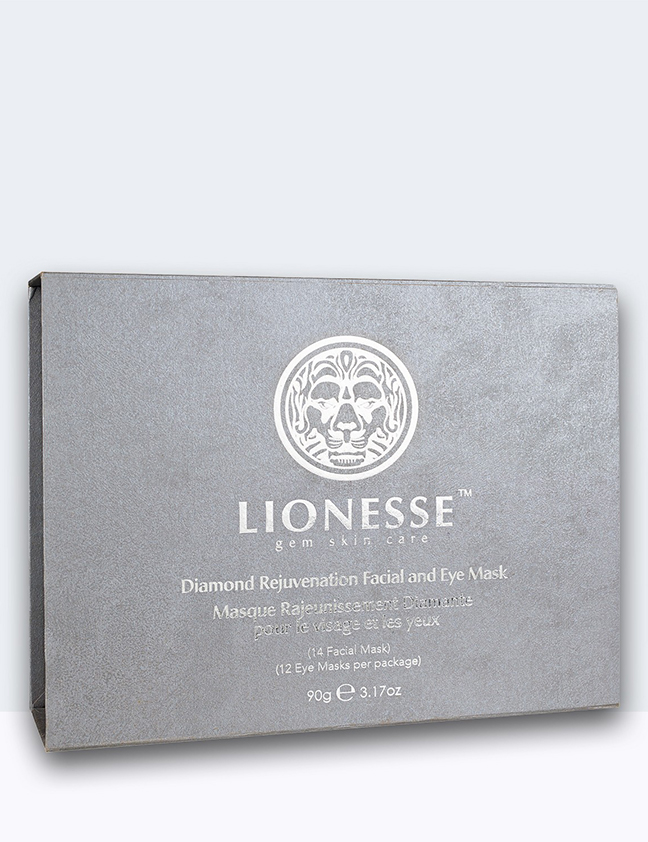 LIONESSE™
gem skin care
Diamond Rejuvenation Facial and Eye Mask
Masque Rajeunissement Diamante
pour le visage et les yeux
(14 Facial Mask)
(12 Eye Masks per package)
90g ℮ 3.17oz